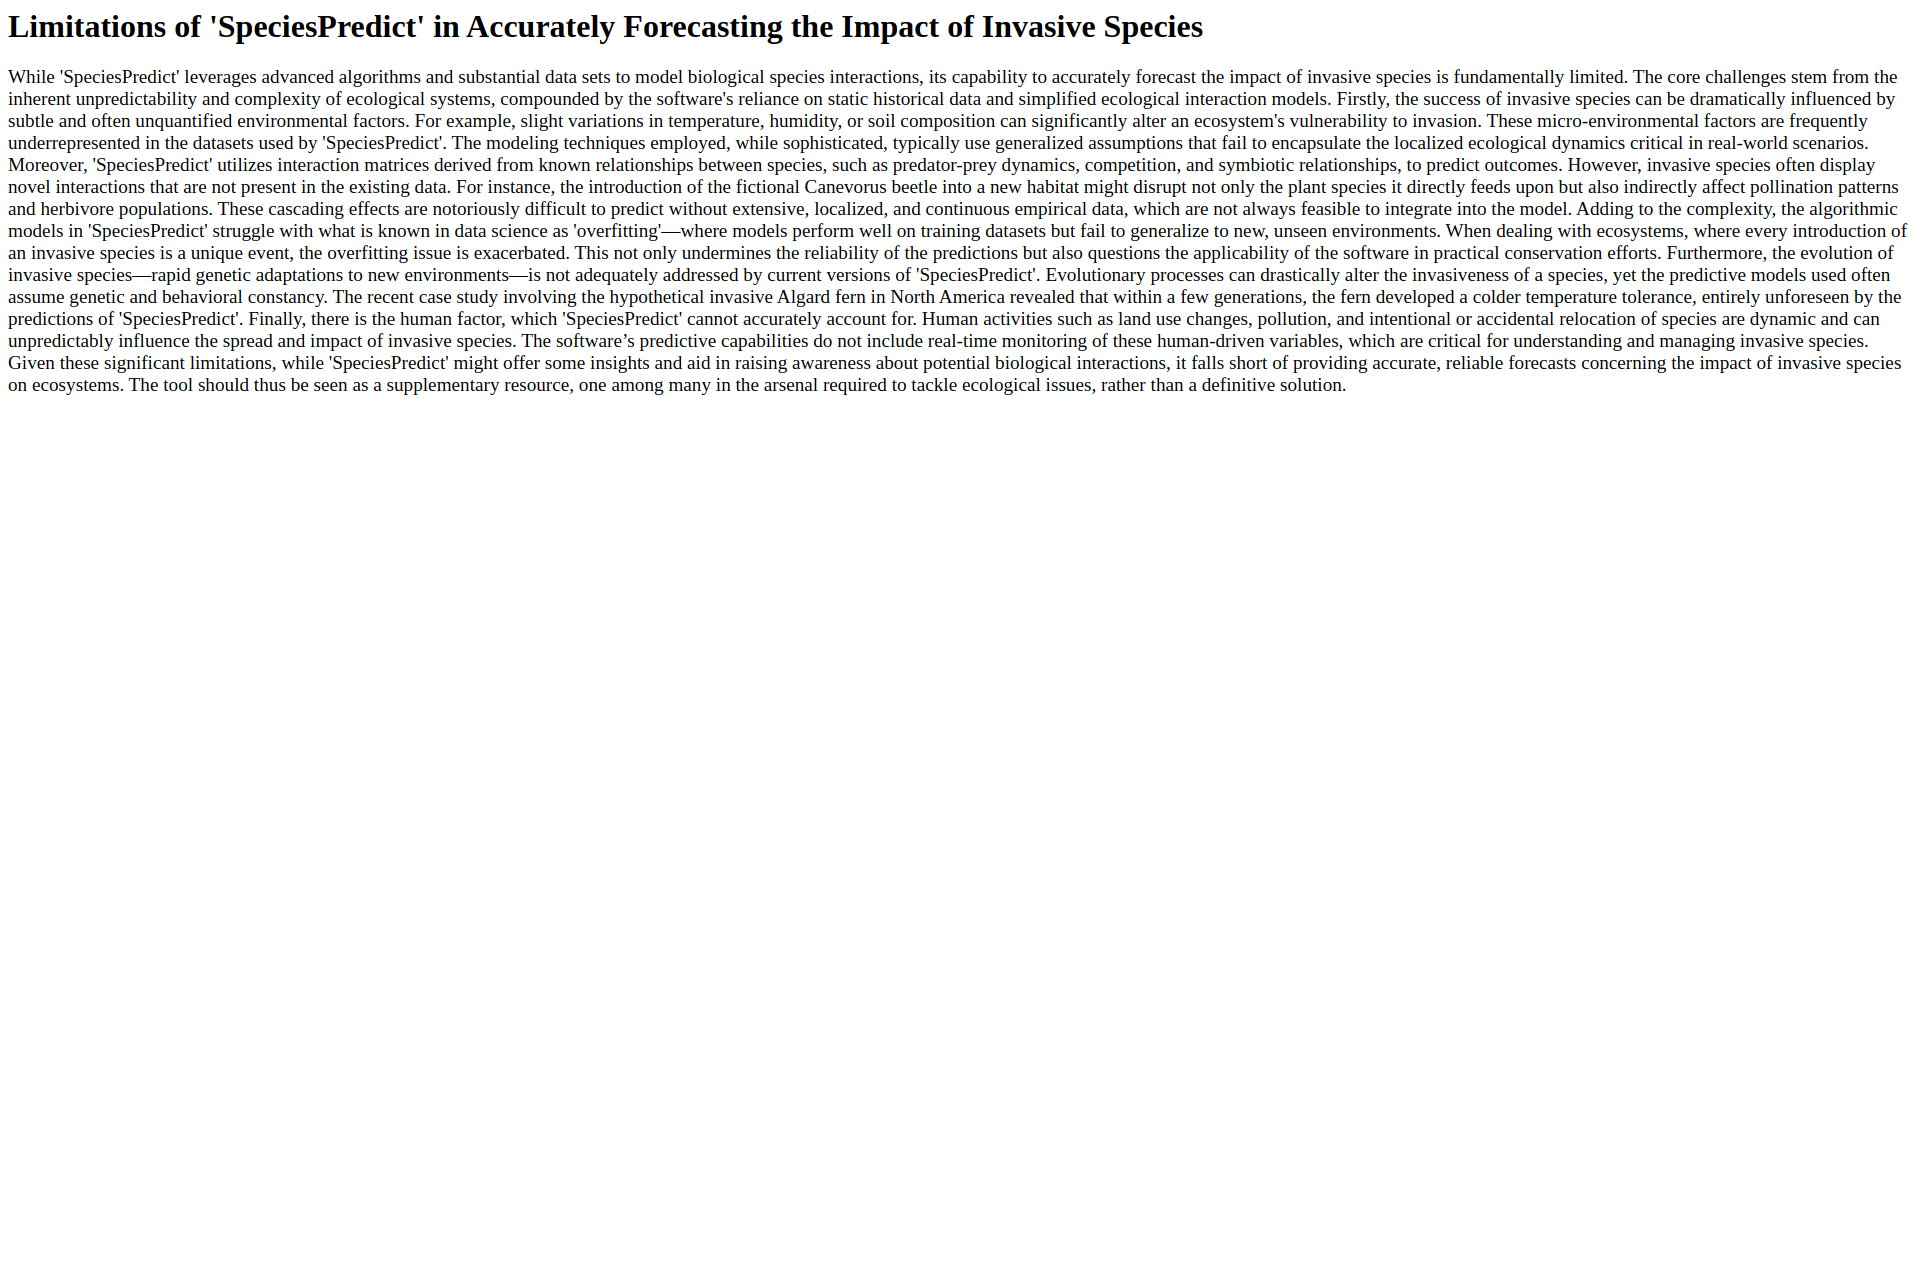 Limitations of 'SpeciesPredict' in Accurately Forecasting the Impact of Invasive Species
While 'SpeciesPredict' leverages advanced algorithms and substantial data sets to model biological species interactions, its capability to accurately forecast the impact of invasive species is fundamentally limited. The core challenges stem from the
inherent unpredictability and complexity of ecological systems, compounded by the software's reliance on static historical data and simplified ecological interaction models. Firstly, the success of invasive species can be dramatically influenced by
subtle and often unquantified environmental factors. For example, slight variations in temperature, humidity, or soil composition can significantly alter an ecosystem's vulnerability to invasion. These micro-environmental factors are frequently
underrepresented in the datasets used by 'SpeciesPredict'. The modeling techniques employed, while sophisticated, typically use generalized assumptions that fail to encapsulate the localized ecological dynamics critical in real-world scenarios.
Moreover, 'SpeciesPredict' utilizes interaction matrices derived from known relationships between species, such as predator-prey dynamics, competition, and symbiotic relationships, to predict outcomes. However, invasive species often display
novel interactions that are not present in the existing data. For instance, the introduction of the fictional Canevorus beetle into a new habitat might disrupt not only the plant species it directly feeds upon but also indirectly affect pollination patterns
and herbivore populations. These cascading effects are notoriously difficult to predict without extensive, localized, and continuous empirical data, which are not always feasible to integrate into the model. Adding to the complexity, the algorithmic
models in 'SpeciesPredict' struggle with what is known in data science as 'overfitting'—where models perform well on training datasets but fail to generalize to new, unseen environments. When dealing with ecosystems, where every introduction of
an invasive species is a unique event, the overfitting issue is exacerbated. This not only undermines the reliability of the predictions but also questions the applicability of the software in practical conservation efforts. Furthermore, the evolution of
invasive species—rapid genetic adaptations to new environments—is not adequately addressed by current versions of 'SpeciesPredict'. Evolutionary processes can drastically alter the invasiveness of a species, yet the predictive models used often
assume genetic and behavioral constancy. The recent case study involving the hypothetical invasive Algard fern in North America revealed that within a few generations, the fern developed a colder temperature tolerance, entirely unforeseen by the
predictions of 'SpeciesPredict'. Finally, there is the human factor, which 'SpeciesPredict' cannot accurately account for. Human activities such as land use changes, pollution, and intentional or accidental relocation of species are dynamic and can
unpredictably influence the spread and impact of invasive species. The software’s predictive capabilities do not include real-time monitoring of these human-driven variables, which are critical for understanding and managing invasive species.
Given these significant limitations, while 'SpeciesPredict' might offer some insights and aid in raising awareness about potential biological interactions, it falls short of providing accurate, reliable forecasts concerning the impact of invasive species
on ecosystems. The tool should thus be seen as a supplementary resource, one among many in the arsenal required to tackle ecological issues, rather than a definitive solution.